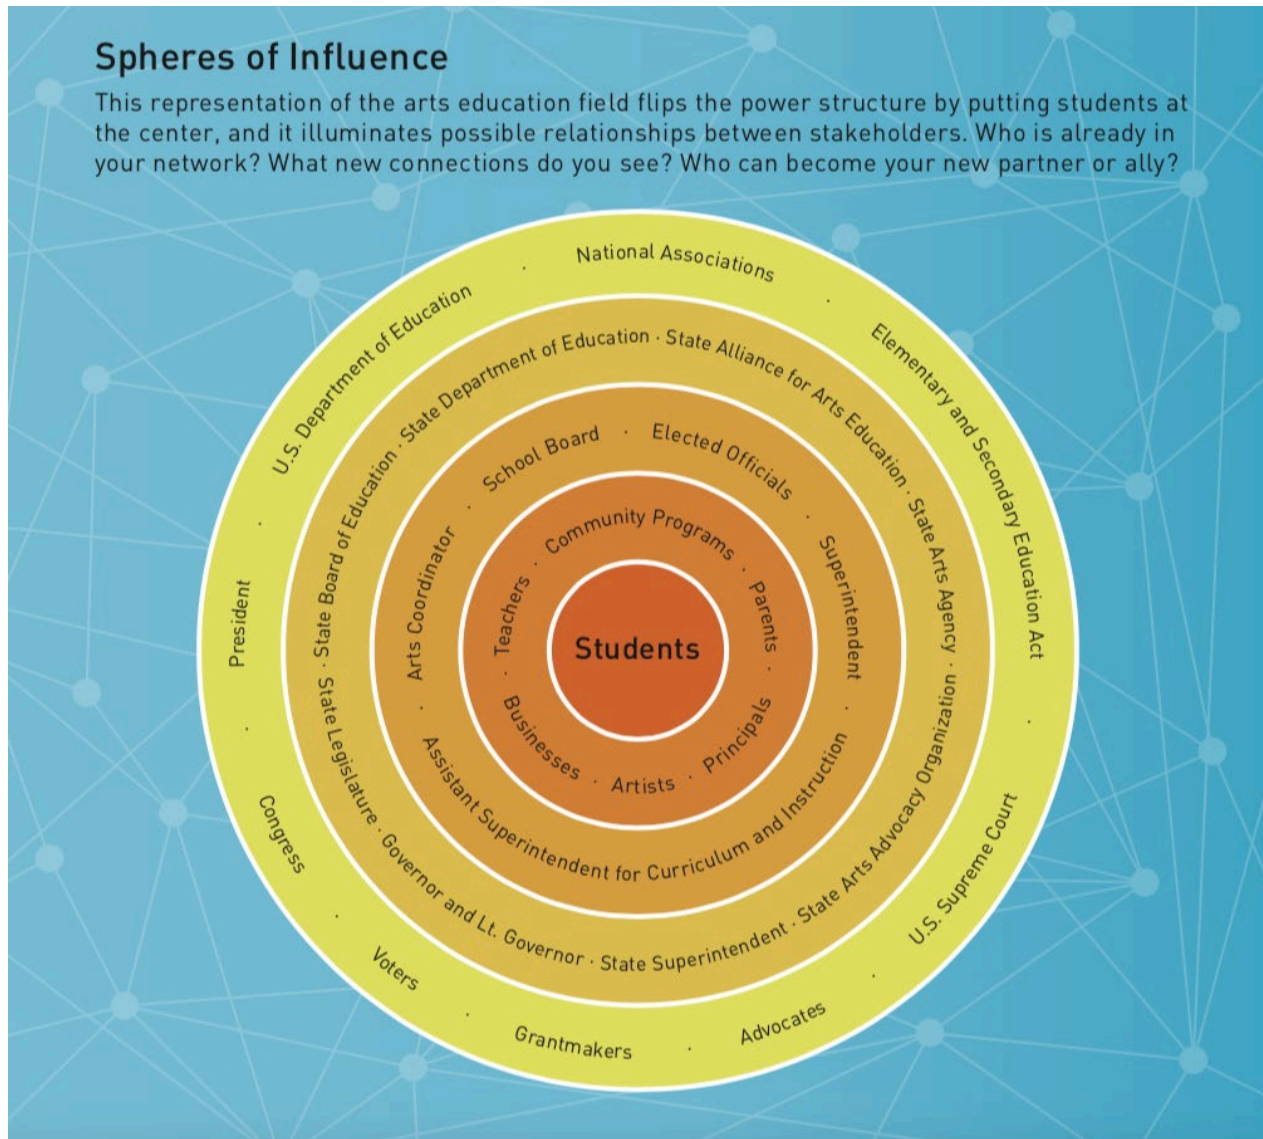 Spheres of Influence
This representation of the arts education field flips the power structure by putting students at
the center, and it illuminates possible relationships between stakeholders. Who is already in
your network? What new connections do you see? Who can become your new partner or ally?
National Associations · Elementary and Secondary Education Act · U.S. Supreme Court · Advocates · Grantmakers · Voters · Congress · President · U.S. Department of Education ·
State Department of Education · State Alliance for Arts Education · State Arts Agency · State Arts Advocacy Organization · State Superintendent · Governor and Lt. Governor · State Legislature · State Board of Education ·
School Board · Elected Officials · Superintendent · Assistant Superintendent for Curriculum and Instruction · Arts Coordinator ·
Community Programs · Parents · Principals · Artists · Businesses · Teachers ·
Students